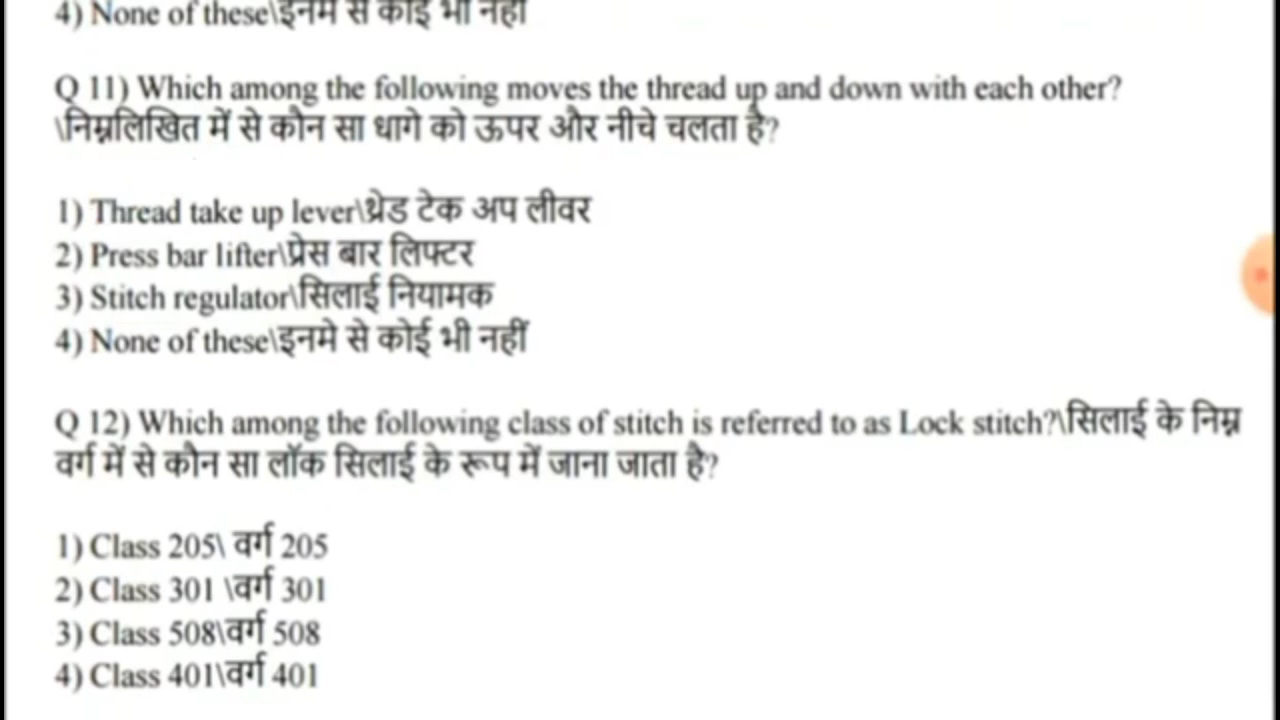 4) None of these\इनमे से कोई भी नहीं
Q 11) Which among the following moves the thread up and down with each other?
\निम्नलिखित में से कौन सा धागे को ऊपर और नीचे चलता है?
1) Thread take up lever\थ्रेड टेक अप लीवर
2) Press bar lifter\प्रेस बार लिफ्टर
3) Stitch regulator\सिलाई नियामक
4) None of these\इनमे से कोई भी नहीं
Q 12) Which among the following class of stitch is referred to as Lock stitch?\सिलाई के निम्न
वर्ग में से कौन सा लॉक सिलाई के रूप में जाना जाता है?
1) Class 205\ वर्ग 205
2) Class 301 \वर्ग 301
3) Class 508\वर्ग 508
4) Class 401\वर्ग 401